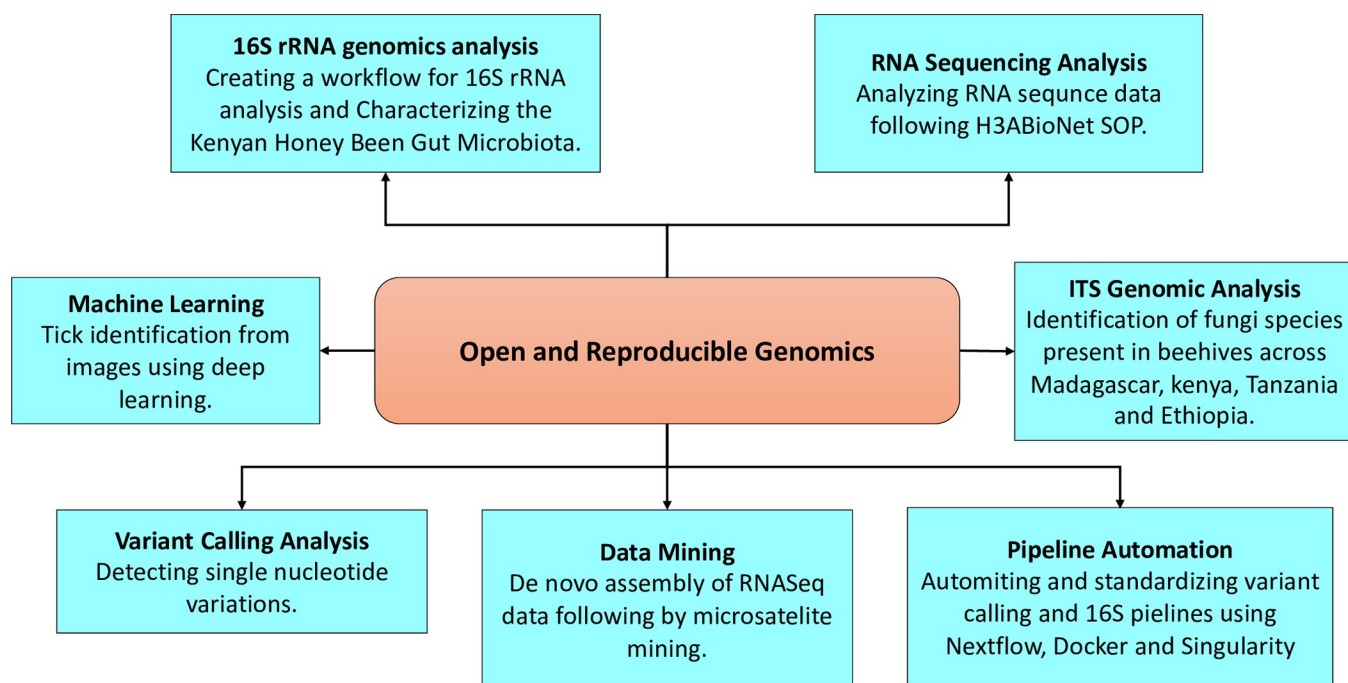 16S rRNA genomics analysis
Creating a workflow for 16S rRNA
analysis and Characterizing the
Kenyan Honey Been Gut Microbiota.
RNA Sequencing Analysis
Analyzing RNA sequnce data
following H3ABioNet SOP.
Machine Learning
Tick identification from
images using deep
learning.
Open and Reproducible Genomics
ITS Genomic Analysis
Identification of fungi species
present in beehives across
Madagascar, kenya, Tanzania
and Ethiopia.
Variant Calling Analysis
Detecting single nucleotide
variations.
Data Mining
De novo assembly of RNASeq
data following by microsatelite
mining.
Pipeline Automation
Automiting and standardizing variant
calling and 16S pielines using
Nextflow, Docker and Singularity